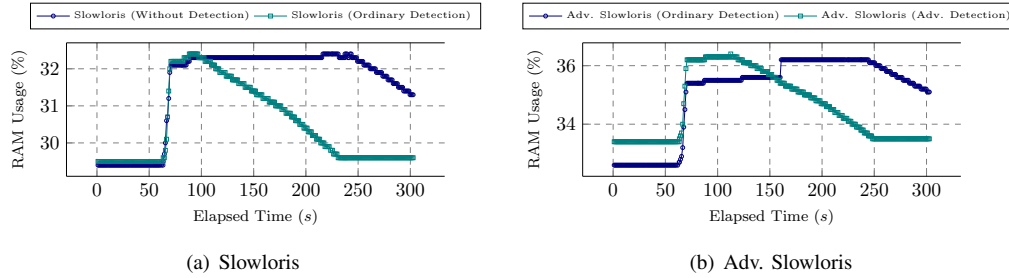 Slowloris (Without Detection) Slowloris (Ordinary Detection)
32
31
30
RAM Usage (%)
0 50 100 150 200 250 300
Elapsed Time (s)
(a) Slowloris
Adv. Slowloris (Ordinary Detection) Adv. Slowloris (Adv. Detection)
36
34
RAM Usage (%)
0 50 100 150 200 250 300
Elapsed Time (s)
(b) Adv. Slowloris